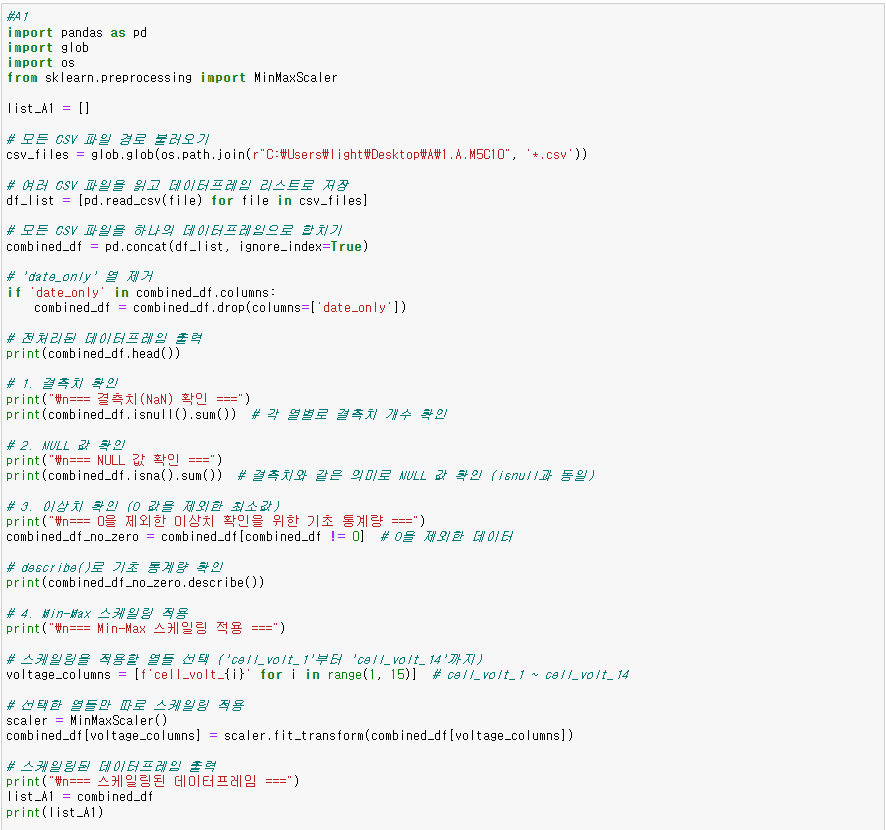 #A1
import pandas as pd
import glob
import os
from sklearn.preprocessing import MinMaxScaler
list_A1 = []
# 모든 CSV 파일 경로 불러오기
csv_files = glob.glob(os.path.join(r"C:₩Users₩light₩Desktop₩A₩1.A.M5C10", '*.csv'))
# 여러 CSV 파일을 읽고 데이터프레임 리스트로 저장
df_list = [pd.read_csv(file) for file in csv_files]
# 모든 CSV 파일을 하나의 데이터프레임으로 합치기
combined_df = pd.concat(df_list, ignore_index=True)
# 'date_only' 열 제거
if 'date_only' in combined_df.columns:
    combined_df = combined_df.drop(columns=['date_only'])
# 전처리된 데이터프레임 출력
print(combined_df.head())
# 1. 결측치 확인
print("₩n=== 결측치(NaN) 확인 ===")
print(combined_df.isnull().sum())  # 각 열별로 결측치 개수 확인
# 2. NULL 값 확인
print("₩n=== NULL 값 확인 ===")
print(combined_df.isna().sum())  # 결측치와 같은 의미로 NULL 값 확인 (isnull과 동일)
# 3. 이상치 확인 (0 값을 제외한 최소값)
print("₩n=== 0을 제외한 이상치 확인을 위한 기초 통계량 ===")
combined_df_no_zero = combined_df[combined_df != 0]  # 0을 제외한 데이터
# describe()로 기초 통계량 확인
print(combined_df_no_zero.describe())
# 4. Min-Max 스케일링 적용
print("₩n=== Min-Max 스케일링 적용 ===")
# 스케일링을 적용할 열들 선택 ('cell_volt_1'부터 'cell_volt_14'까지)
voltage_columns = [f'cell_volt_{i}' for i in range(1, 15)]  # cell_volt_1 ~ cell_volt_14
# 선택한 열들만 따로 스케일링 적용
scaler = MinMaxScaler()
combined_df[voltage_columns] = scaler.fit_transform(combined_df[voltage_columns])
# 스케일링된 데이터프레임 출력
print("₩n=== 스케일링된 데이터프레임 ===")
list_A1 = combined_df
print(list_A1)